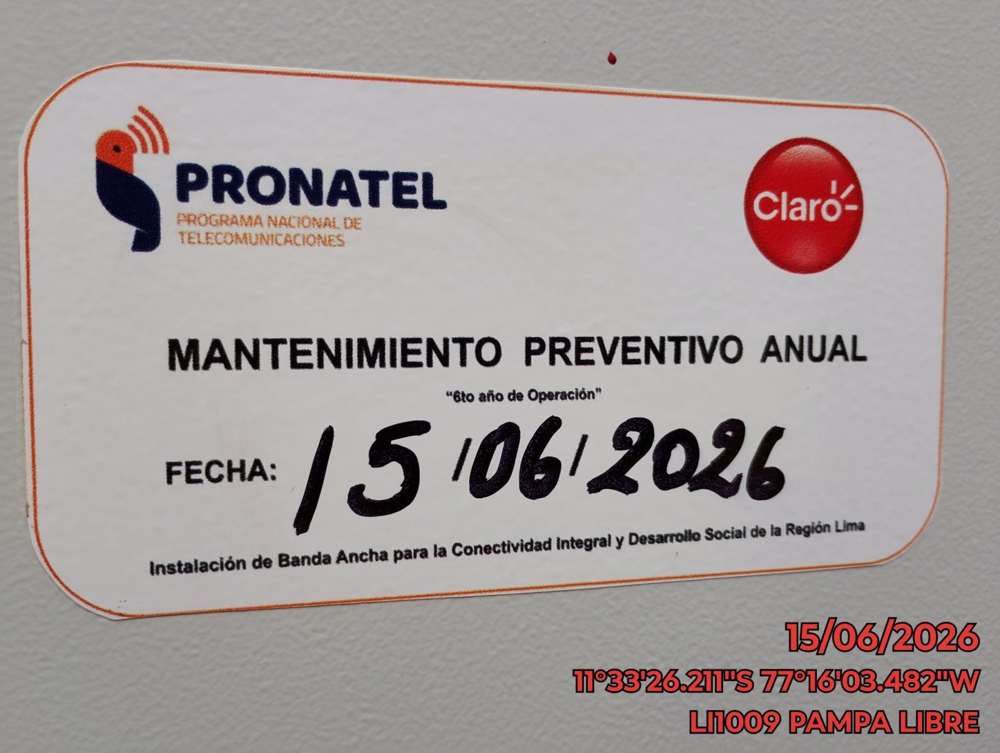 PRONATEL
PROGRAMA NACIONAL DE
TELECOMUNICACIONES
Claro
MANTENIMIENTO PREVENTIVO ANUAL
“6to año de Operación”
FECHA: 15/06/2026
Instalación de Banda Ancha para la Conectividad Integral y Desarrollo Social de la Región Lima
15/06/2026
11°33'26.211"S 77°16'03.482"W
LI1009 PAMPA LIBRE